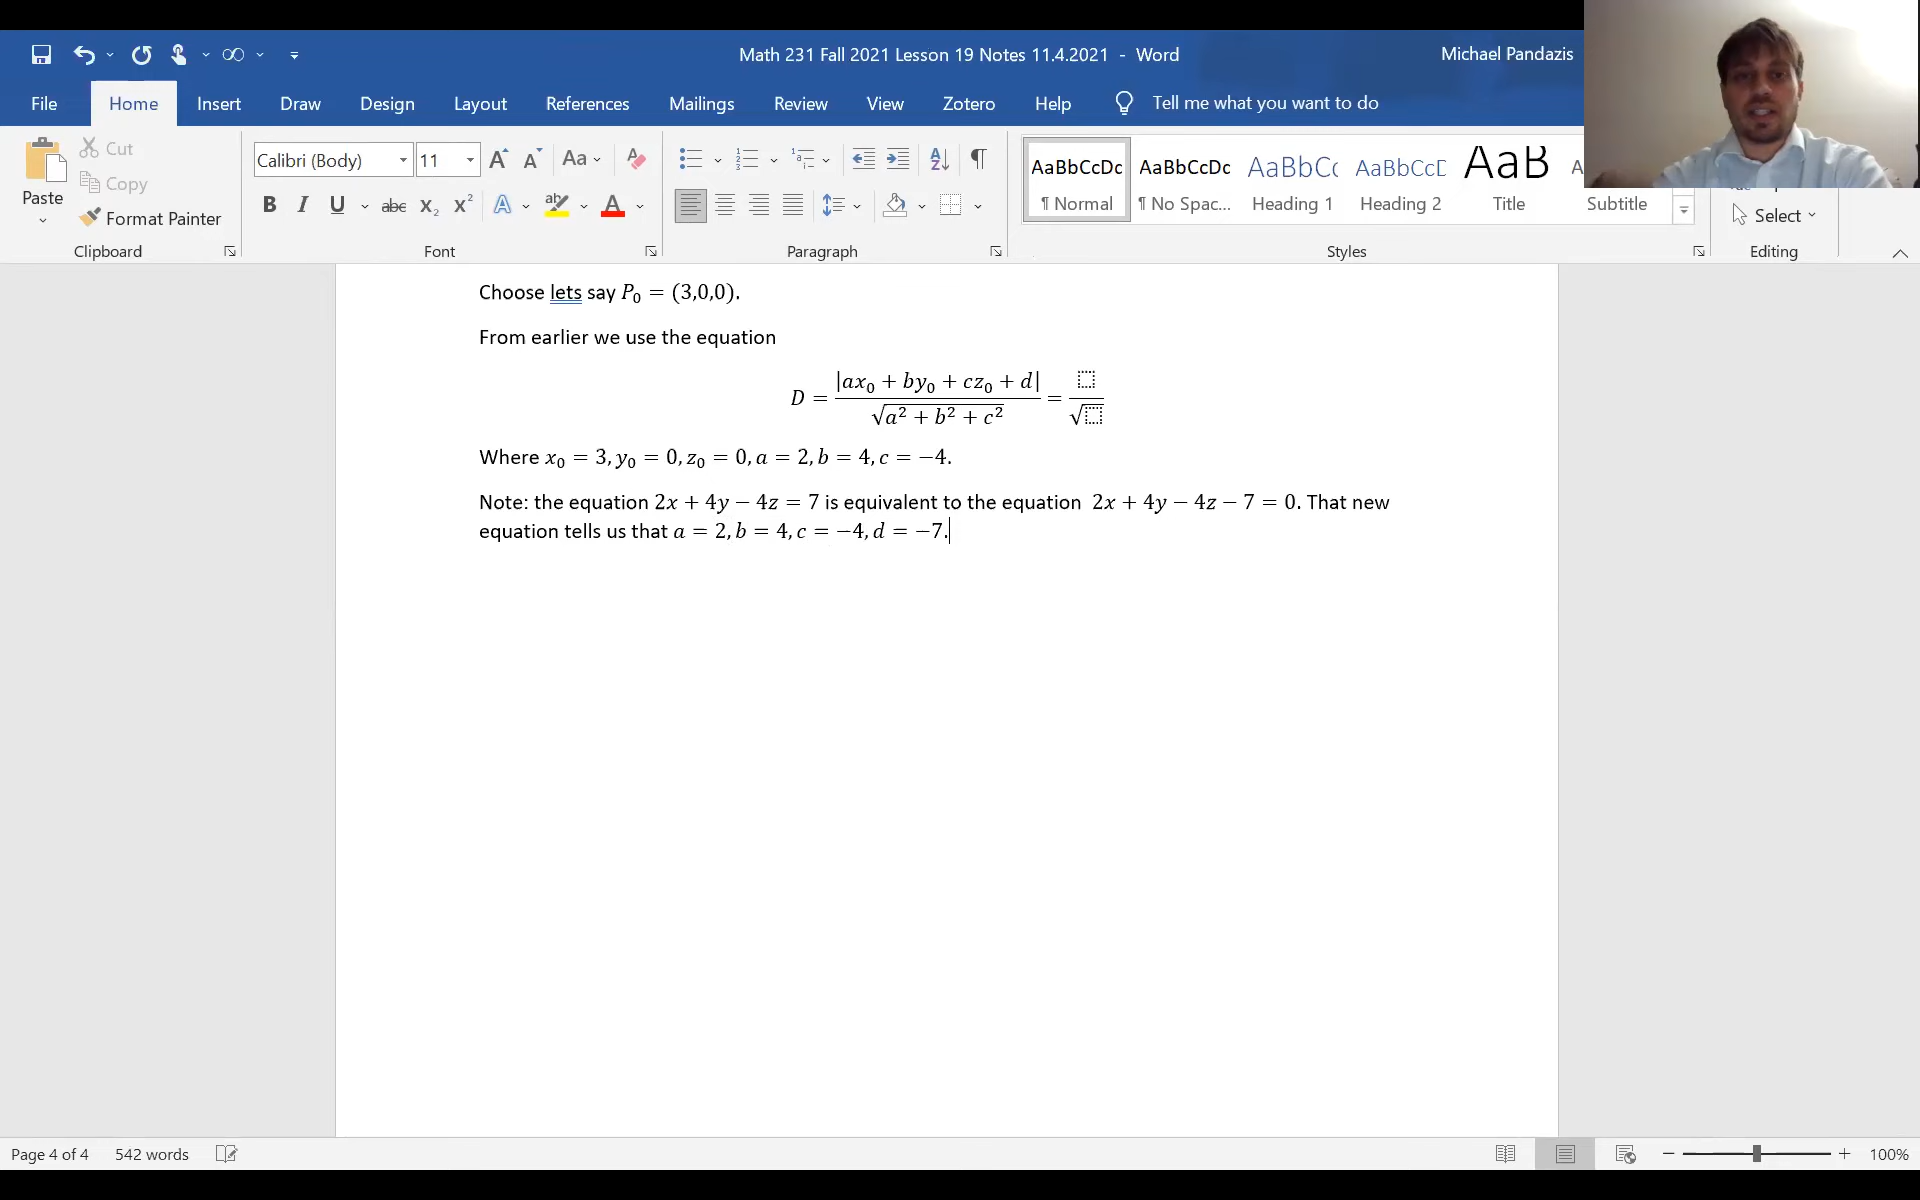 Math 231 Fall 2021 Lesson 19 Notes 11.4.2021 - Word
Michael Pandazis
File Home Insert Draw Design Layout References Mailings Review View Zotero Help Tell me what you want to do
Paste
Cut
Copy
Format Painter
Clipboard
Calibri (Body) 11
Font
Paragraph
AaBbCcDc AaBbCcDc AaBbCc AaBbCcD AaB
¶ Normal ¶ No Spac... Heading 1 Heading 2 Title Subtitle
Styles
Select
Editing
Choose lets say P₀ = (3,0,0).
From earlier we use the equation
D = |ax₀ + by₀ + cz₀ + d| / √(a² + b² + c²) = ⬚ / √⬚
Where x₀ = 3, y₀ = 0, z₀ = 0, a = 2, b = 4, c = −4.
Note: the equation 2x + 4y − 4z = 7 is equivalent to the equation 2x + 4y − 4z − 7 = 0. That new
equation tells us that a = 2, b = 4, c = −4, d = −7.
Page 4 of 4 542 words 100%